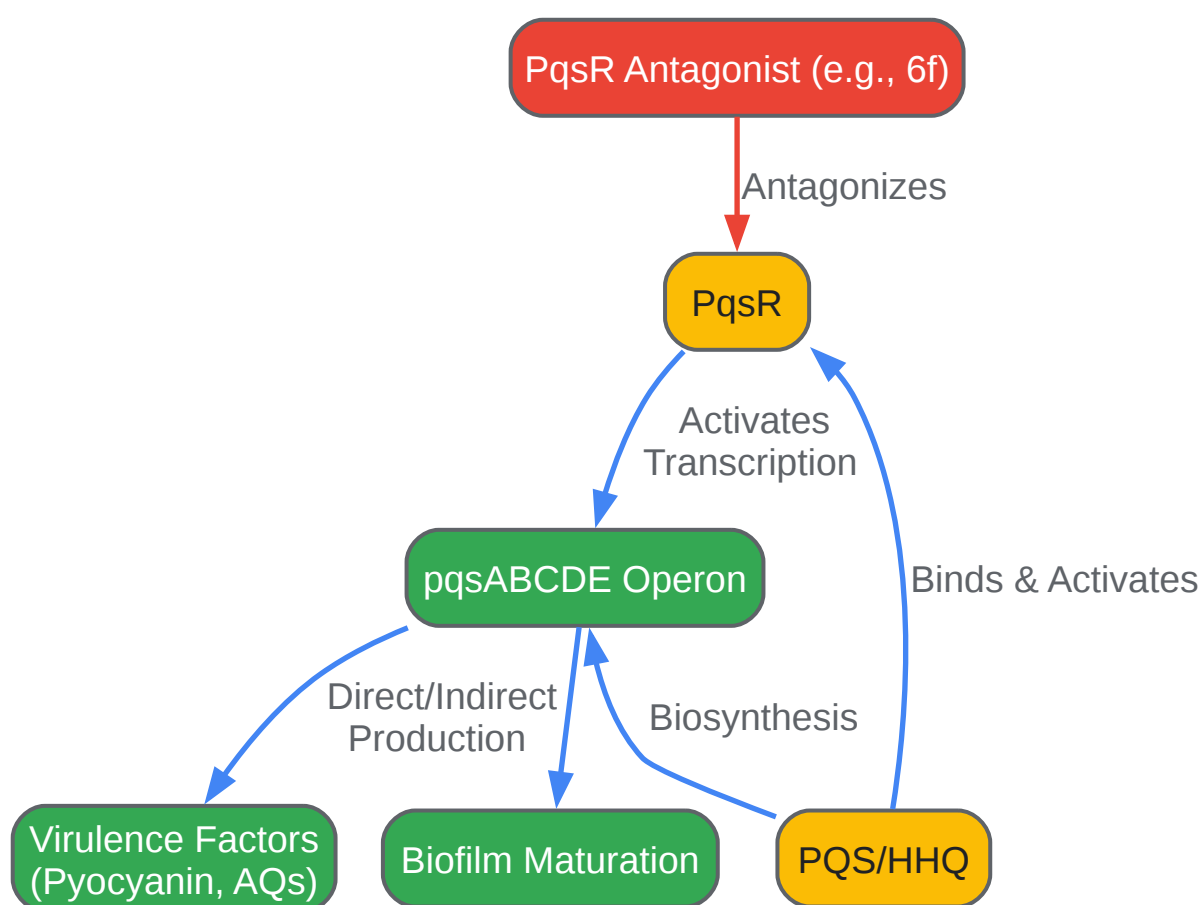 PqsR Antagonist (e.g., 6f)
Antagonizes
PqsR
Activates
Transcription
pqsABCDE Operon
Binds & Activates
Direct/Indirect
Production
Biosynthesis
Virulence Factors
(Pyocyanin, AQs)
Biofilm Maturation
PQS/HHQ